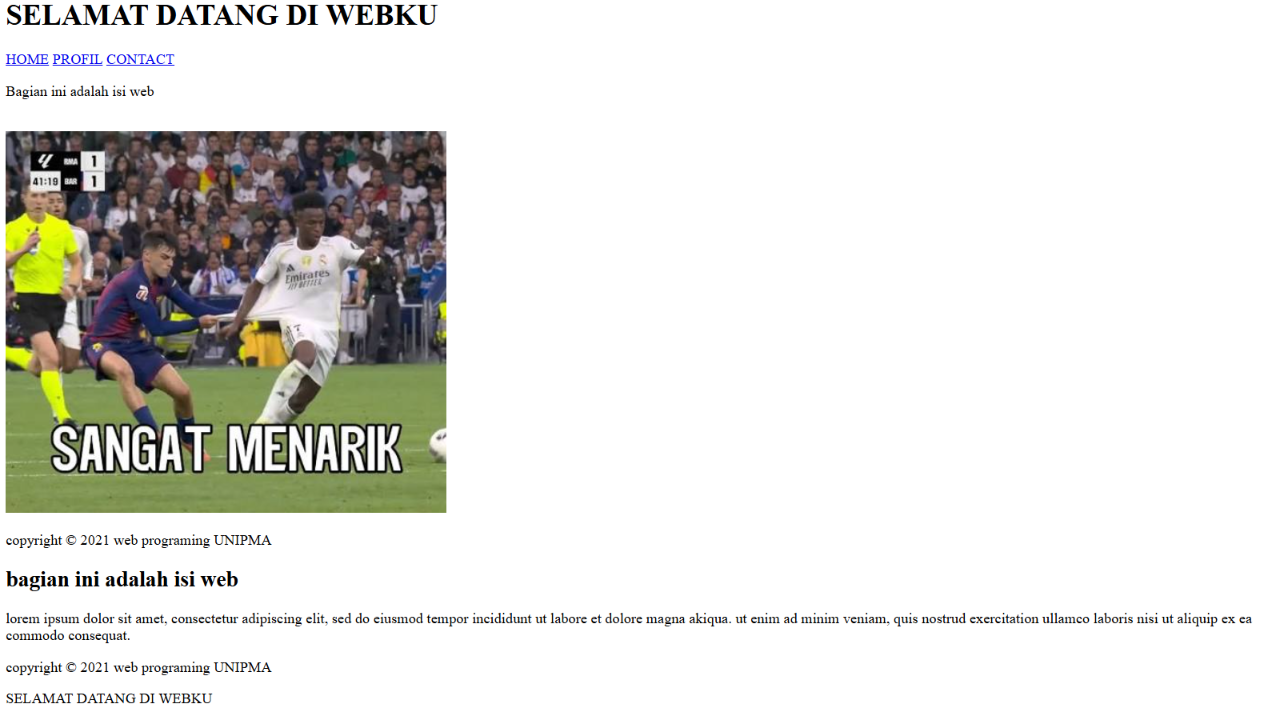 SELAMAT DATANG DI WEBKU
HOME PROFIL CONTACT
Bagian ini adalah isi web
RMA 1
41:19 BAR 1
Emirates
7
SANGAT MENARIK
copyright © 2021 web programing UNIPMA
bagian ini adalah isi web
lorem ipsum dolor sit amet, consectetur adipiscing elit, sed do eiusmod tempor incididunt ut labore et dolore magna akiqua. ut enim ad minim veniam, quis nostrud exercitation ullamco laboris nisi ut aliquip ex ea
commodo consequat.
copyright © 2021 web programing UNIPMA
SELAMAT DATANG DI WEBKU